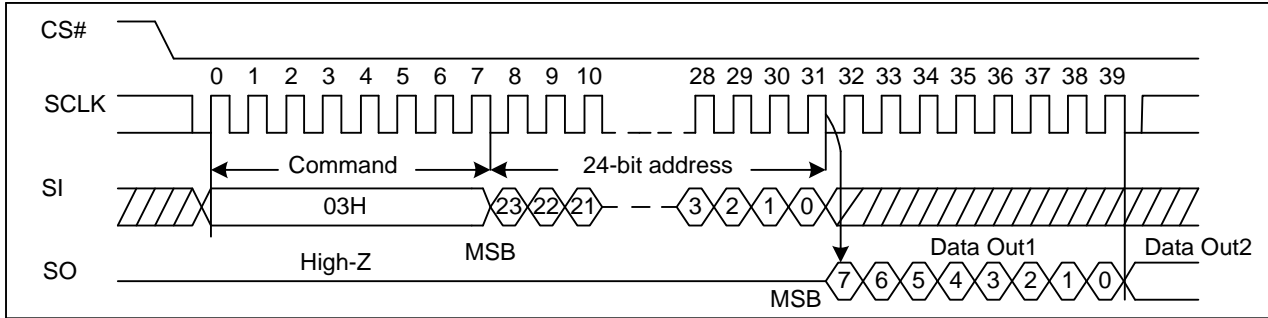 CS#
0 1 2 3 4 5 6 7 8 9 10 28 29 30 31 32 33 34 35 36 37 38 39
SCLK
Command 24-bit address
SI
03H 23 22 21 3 2 1 0
High-Z MSB Data Out1 Data Out2
SO
MSB 7 6 5 4 3 2 1 0